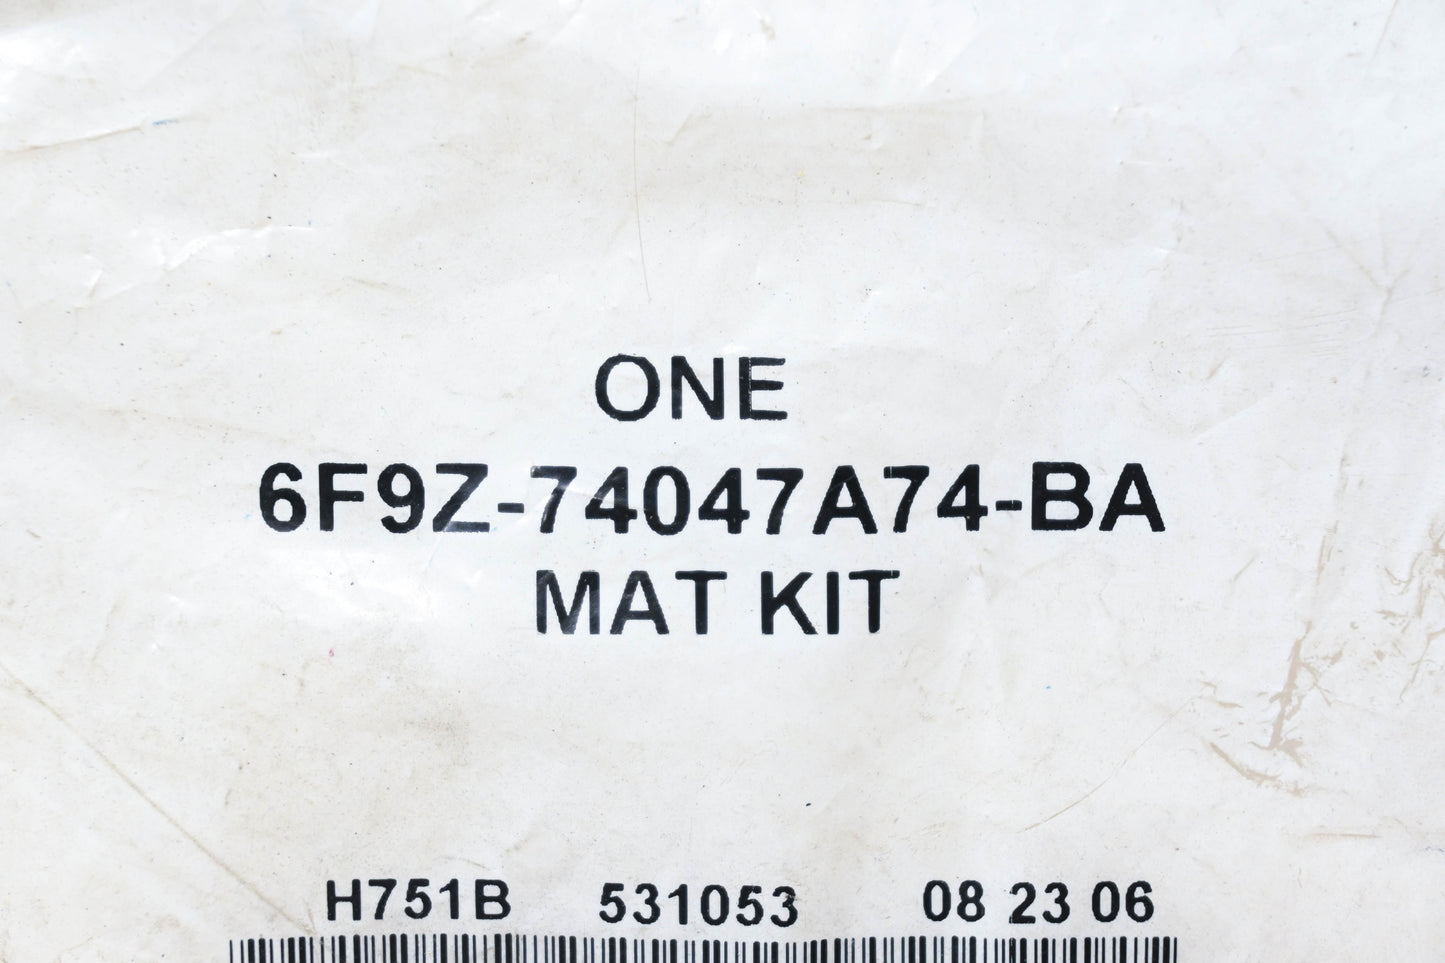 ONE
6F9Z-74047A74-BA
MAT KIT
H751B 531053 08 23 06